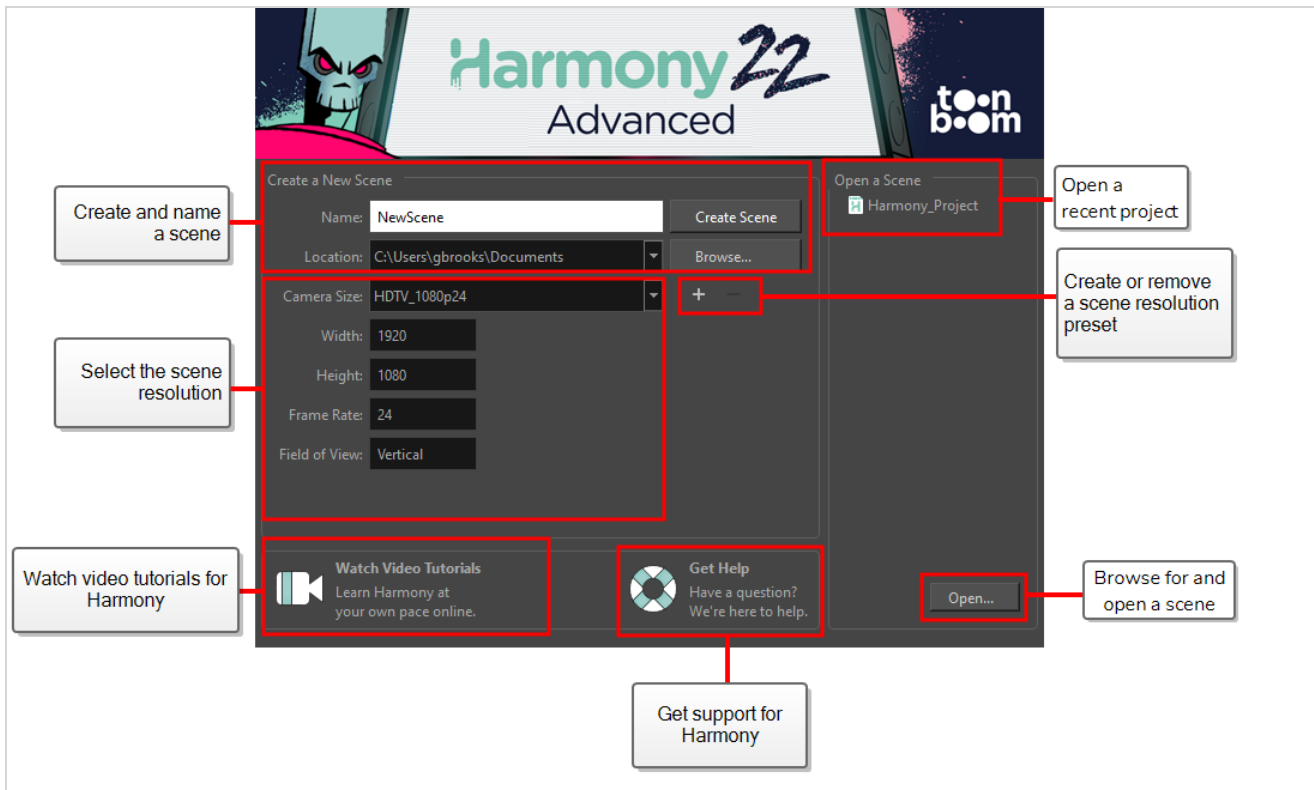 Harmony 22
Advanced
toon
boom
Create a New Scene
Name: NewScene Create Scene
Location: C:\Users\gbrooks\Documents Browse...
Camera Size: HDTV_1080p24 + −
Width: 1920
Height: 1080
Frame Rate: 24
Field of View: Vertical
Open a Scene
Harmony_Project
Watch Video Tutorials
Learn Harmony at
your own pace online.
Get Help
Have a question?
We're here to help.
Open...
Create and name
a scene
Select the scene
resolution
Watch video tutorials for
Harmony
Get support for
Harmony
Open a
recent project
Create or remove
a scene resolution
preset
Browse for and
open a scene